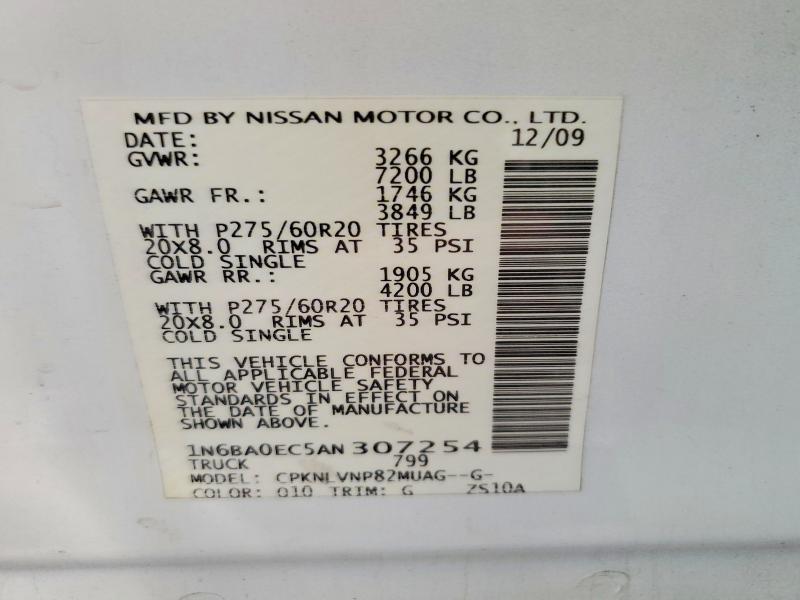 MFD BY NISSAN MOTOR CO., LTD.
DATE: 12/09
GVWR: 3266 KG
7200 LB
GAWR FR.: 1746 KG
3849 LB
WITH P275/60R20 TIRES
20X8.0 RIMS AT 35 PSI
COLD SINGLE
GAWR RR.: 1905 KG
4200 LB
WITH P275/60R20 TIRES
20X8.0 RIMS AT 35 PSI
COLD SINGLE
THIS VEHICLE CONFORMS TO
ALL APPLICABLE FEDERAL
MOTOR VEHICLE SAFETY
STANDARDS IN EFFECT ON
THE DATE OF MANUFACTURE
SHOWN ABOVE.
1N6BA0EC5AN 307254
TRUCK 799
MODEL: CPKNLVNP82MUAG--G-
COLOR: 010 TRIM: G ZS10A